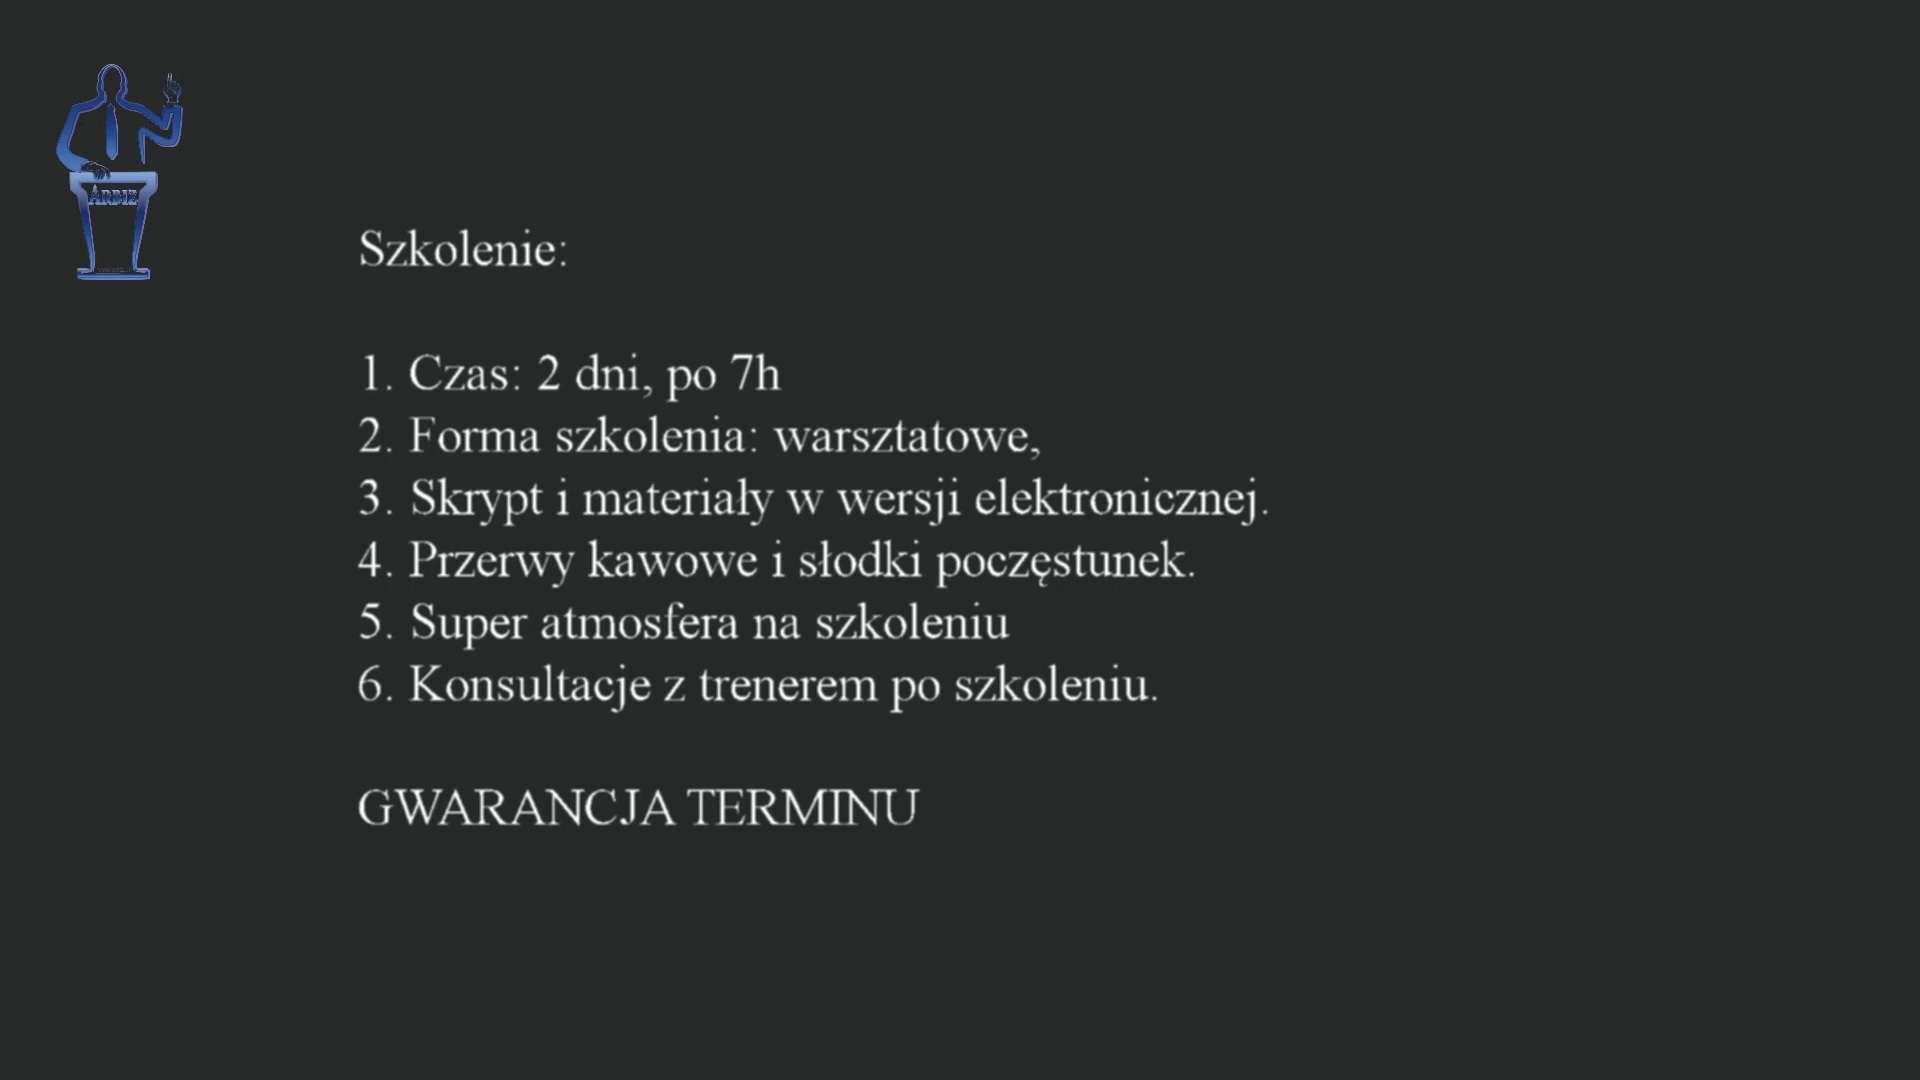 ARBIZ
Szkolenie:
1. Czas: 2 dni, po 7h
2. Forma szkolenia: warsztatowe,
3. Skrypt i materiały w wersji elektronicznej.
4. Przerwy kawowe i słodki poczęstunek.
5. Super atmosfera na szkoleniu
6. Konsultacje z trenerem po szkoleniu.
GWARANCJA TERMINU